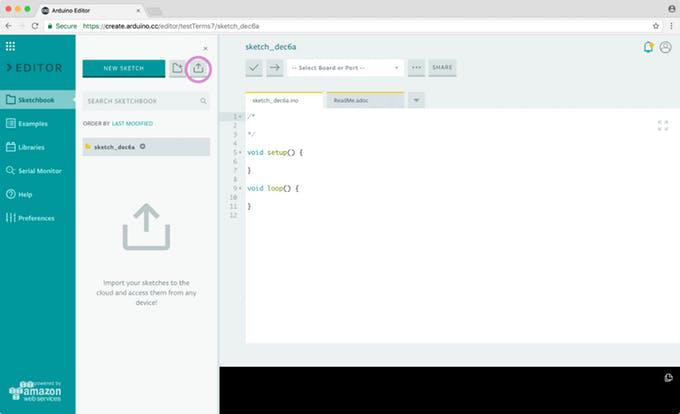 Arduino Editor
Secure https://create.arduino.cc/editor/testTerms7/sketch_dec6a
EDITOR
Sketchbook
Examples
Libraries
Serial Monitor
Help
Preferences
powered by
amazon
web services
NEW SKETCH
SEARCH SKETCHBOOK
ORDER BY LAST MODIFIED
sketch_dec6a
Import your sketches to the
cloud and access them from any
device!
sketch_dec6a
-- Select Board or Port --
SHARE
sketch_dec6a.ino ReadMe.adoc
1 /*
2
3 */
4
5 void setup() {
6
7 }
8
9 void loop() {
10
11 }
12